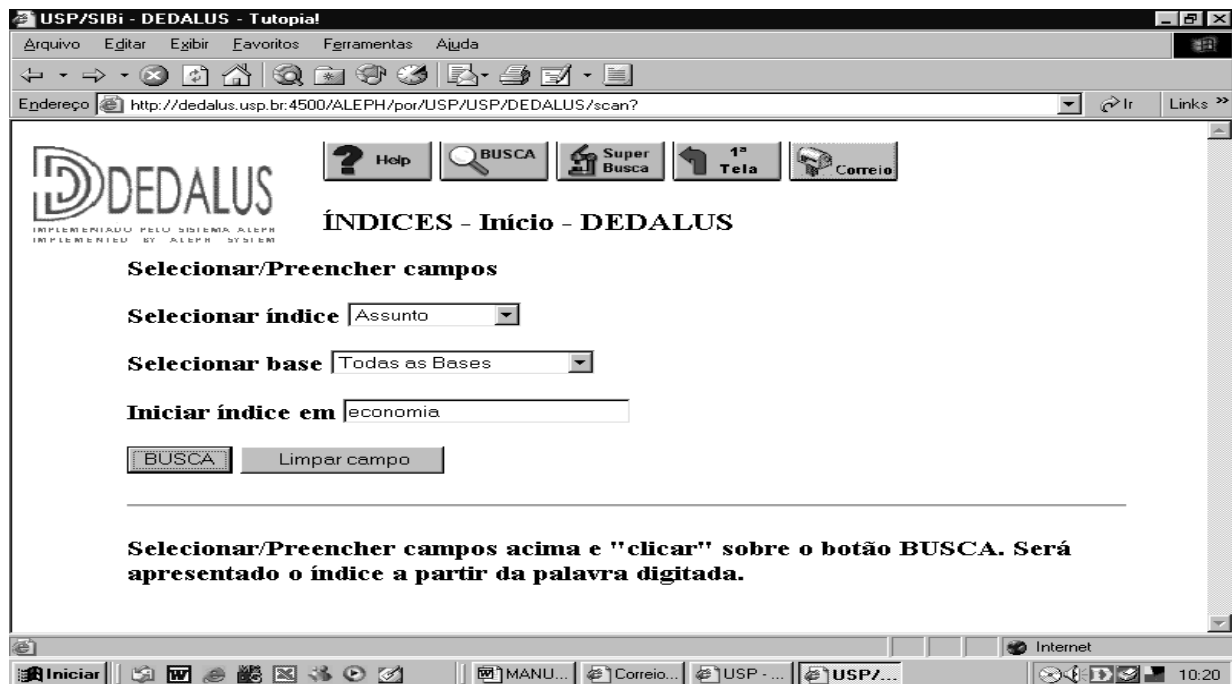 USP/SIBi - DEDALUS - Tutopia!
Arquivo Editar Exibir Favoritos Ferramentas Ajuda
Endereço http://dedalus.usp.br:4500/ALEPH/por/USP/USP/DEDALUS/scan? Ir Links »
Help BUSCA Super Busca 1ª Tela Correio
DEDALUS
IMPLEMENTADO PELO SISTEMA ALEPH
IMPLEMENTED BY ALEPH SYSTEM
ÍNDICES - Início - DEDALUS
Selecionar/Preencher campos
Selecionar índice Assunto
Selecionar base Todas as Bases
Iniciar índice em economia
BUSCA Limpar campo
Selecionar/Preencher campos acima e "clicar" sobre o botão BUSCA. Será
apresentado o índice a partir da palavra digitada.
Internet
Iniciar MANU... Correio... USP - ... USP/... 10:20